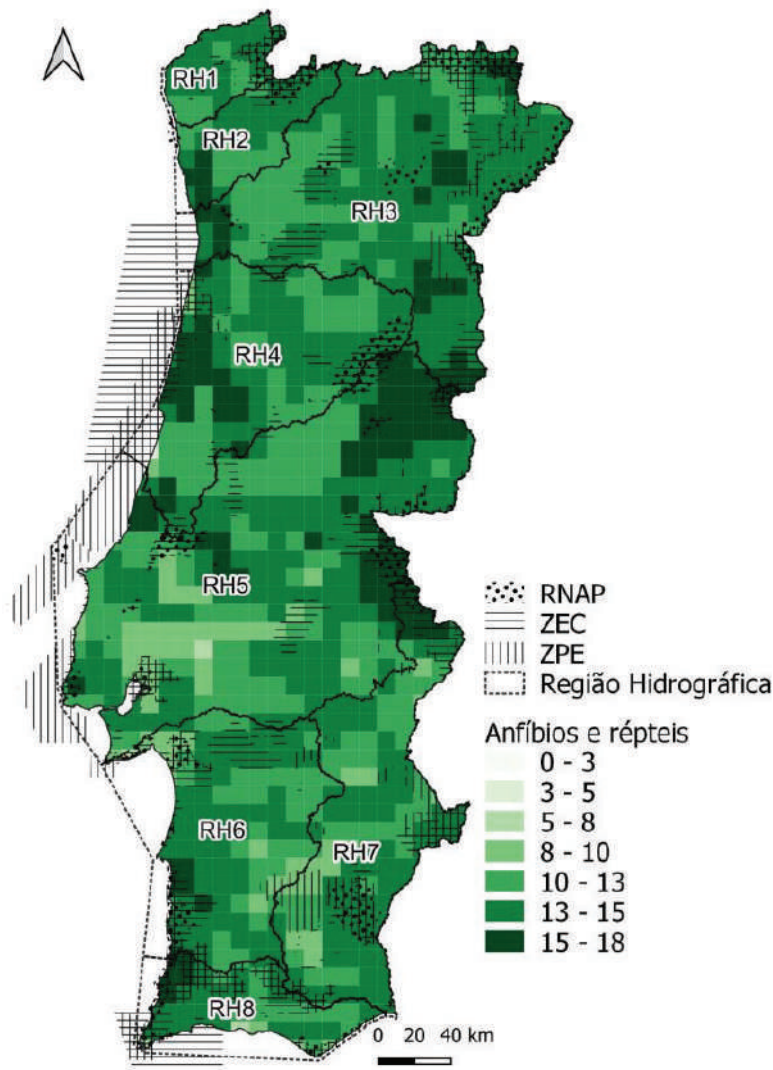 RH1
RH2
RH3
RH4
RH5
RH6
RH7
RH8
RNAP
ZEC
ZPE
Região Hidrográfica
Anfíbios e répteis
0 - 3
3 - 5
5 - 8
8 - 10
10 - 13
13 - 15
15 - 18
0 20 40 km